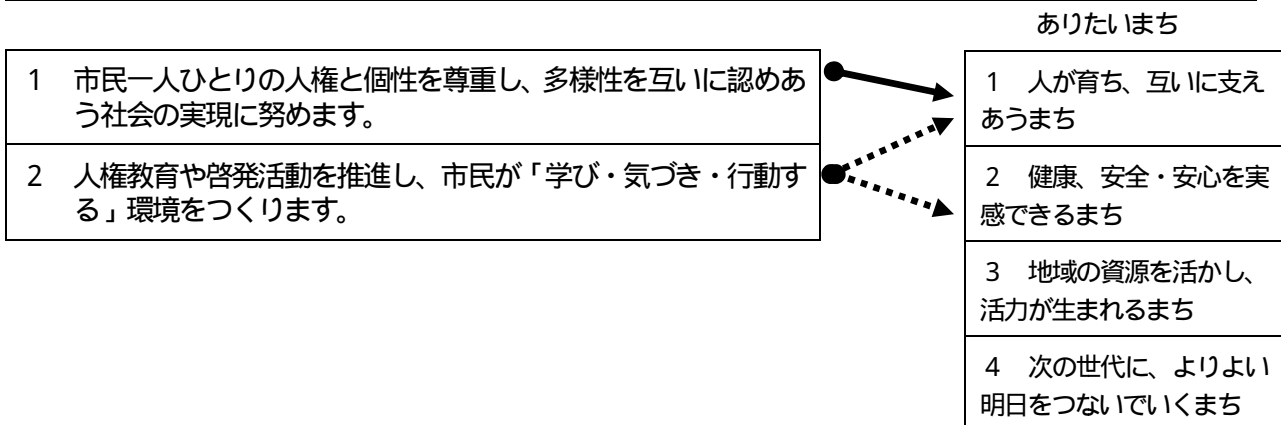 ありたいまち
1 市民一人ひとりの人権と個性を尊重し、多様性を互いに認めあ
う社会の実現に努めます。
2 人権教育や啓発活動を推進し、市民が「学び・気づき・行動す
る」環境をつくります。
1 人が育ち、互いに支え
あうまち
2 健康、安全・安心を実
感できるまち
3 地域の資源を活かし、
活力が生まれるまち
4 次の世代に、よりよい
明日をつないでいくまち